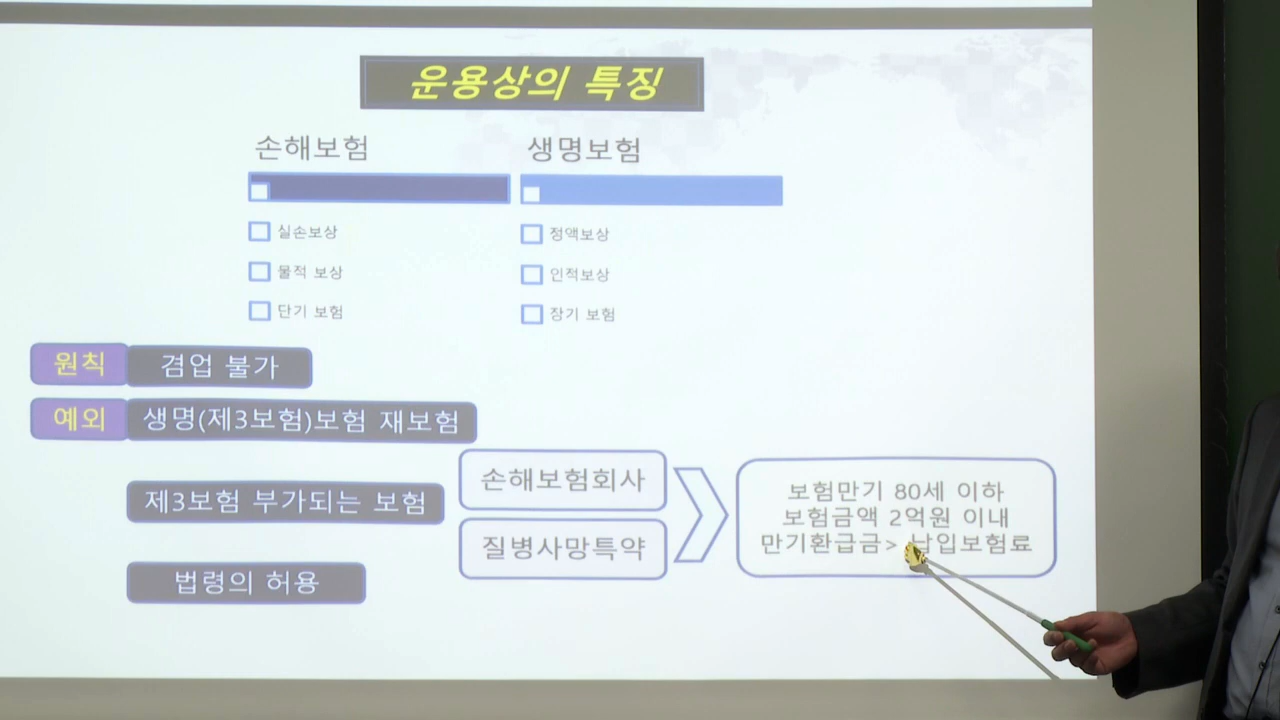 운용상의 특징
손해보험
생명보험
실손보상
정액보상
물적 보상
인적보상
단기 보험
장기 보험
원칙 겸업 불가
예외 생명(제3보험)보험 재보험
제3보험 부가되는 보험
손해보험회사
질병사망특약
보험만기 80세 이하
보험금액 2억원 이내
만기환급금> 납입보험료
법령의 허용